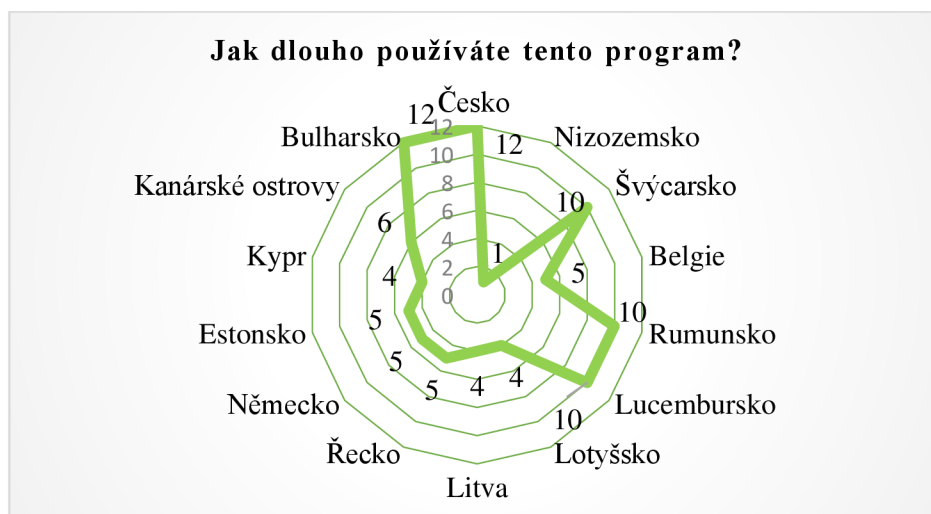 Jak dlouho používáte tento program?
Česko
Nizozemsko
Švýcarsko
Belgie
Rumunsko
Lucembursko
Lotyšsko
Litva
Řecko
Německo
Estonsko
Kypr
Kanárské ostrovy
Bulharsko
12
1
10
5
10
10
4
4
5
5
5
4
6
12
12
10
8
6
4
2
0